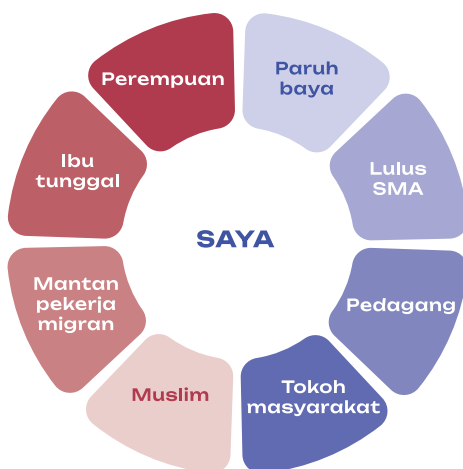 Perempuan
Paruh
baya
Lulus
SMA
Pedagang
Tokoh
masyarakat
Muslim
Mantan
pekerja
migran
Ibu
tunggal
SAYA